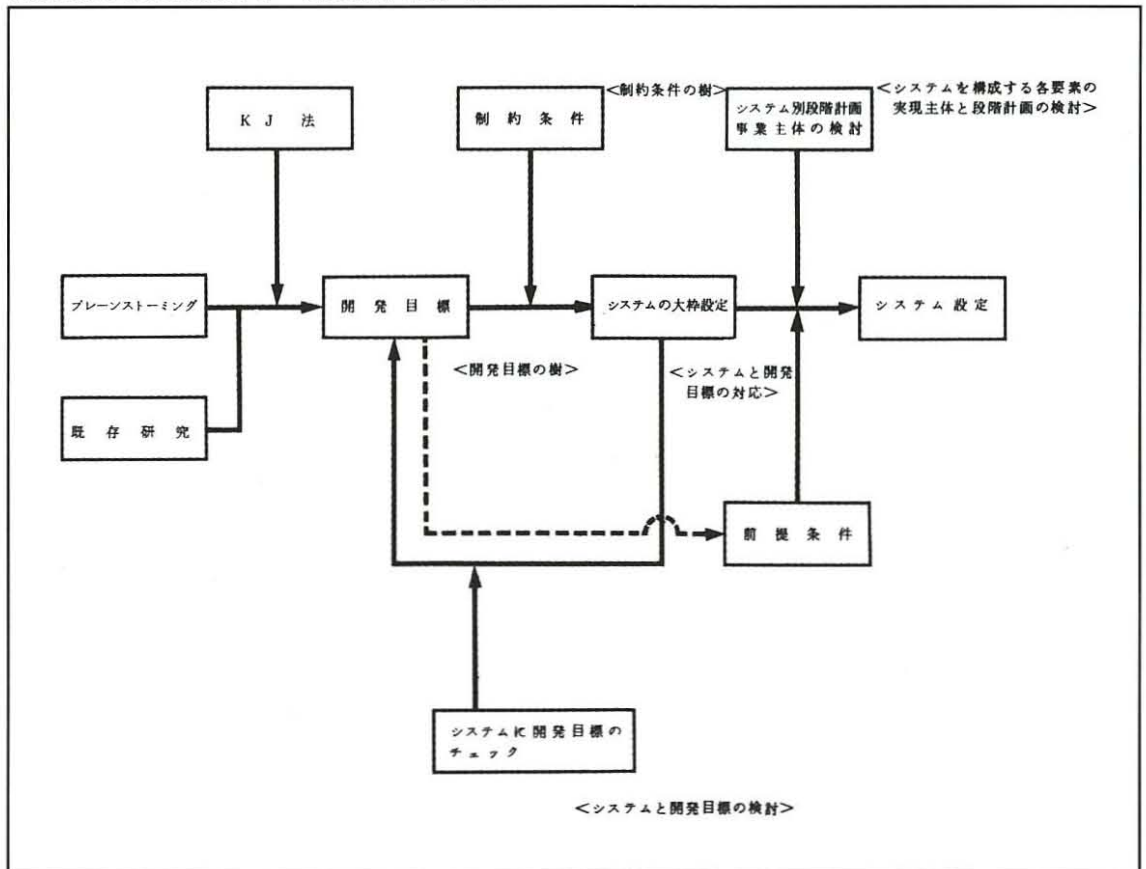 K J 法
制約条件
<制約条件の樹>
システム別段階計画
事業主体の検討
<システムを構成する各要素の
実現主体と段階計画の検討>
ブレーンストーミング
開発目標
システムの大枠設定
システム設定
<開発目標の樹>
<システムと開発
目標の対応>
既存研究
前提条件
システムに開発目標の
チェック
<システムと開発目標の検討>